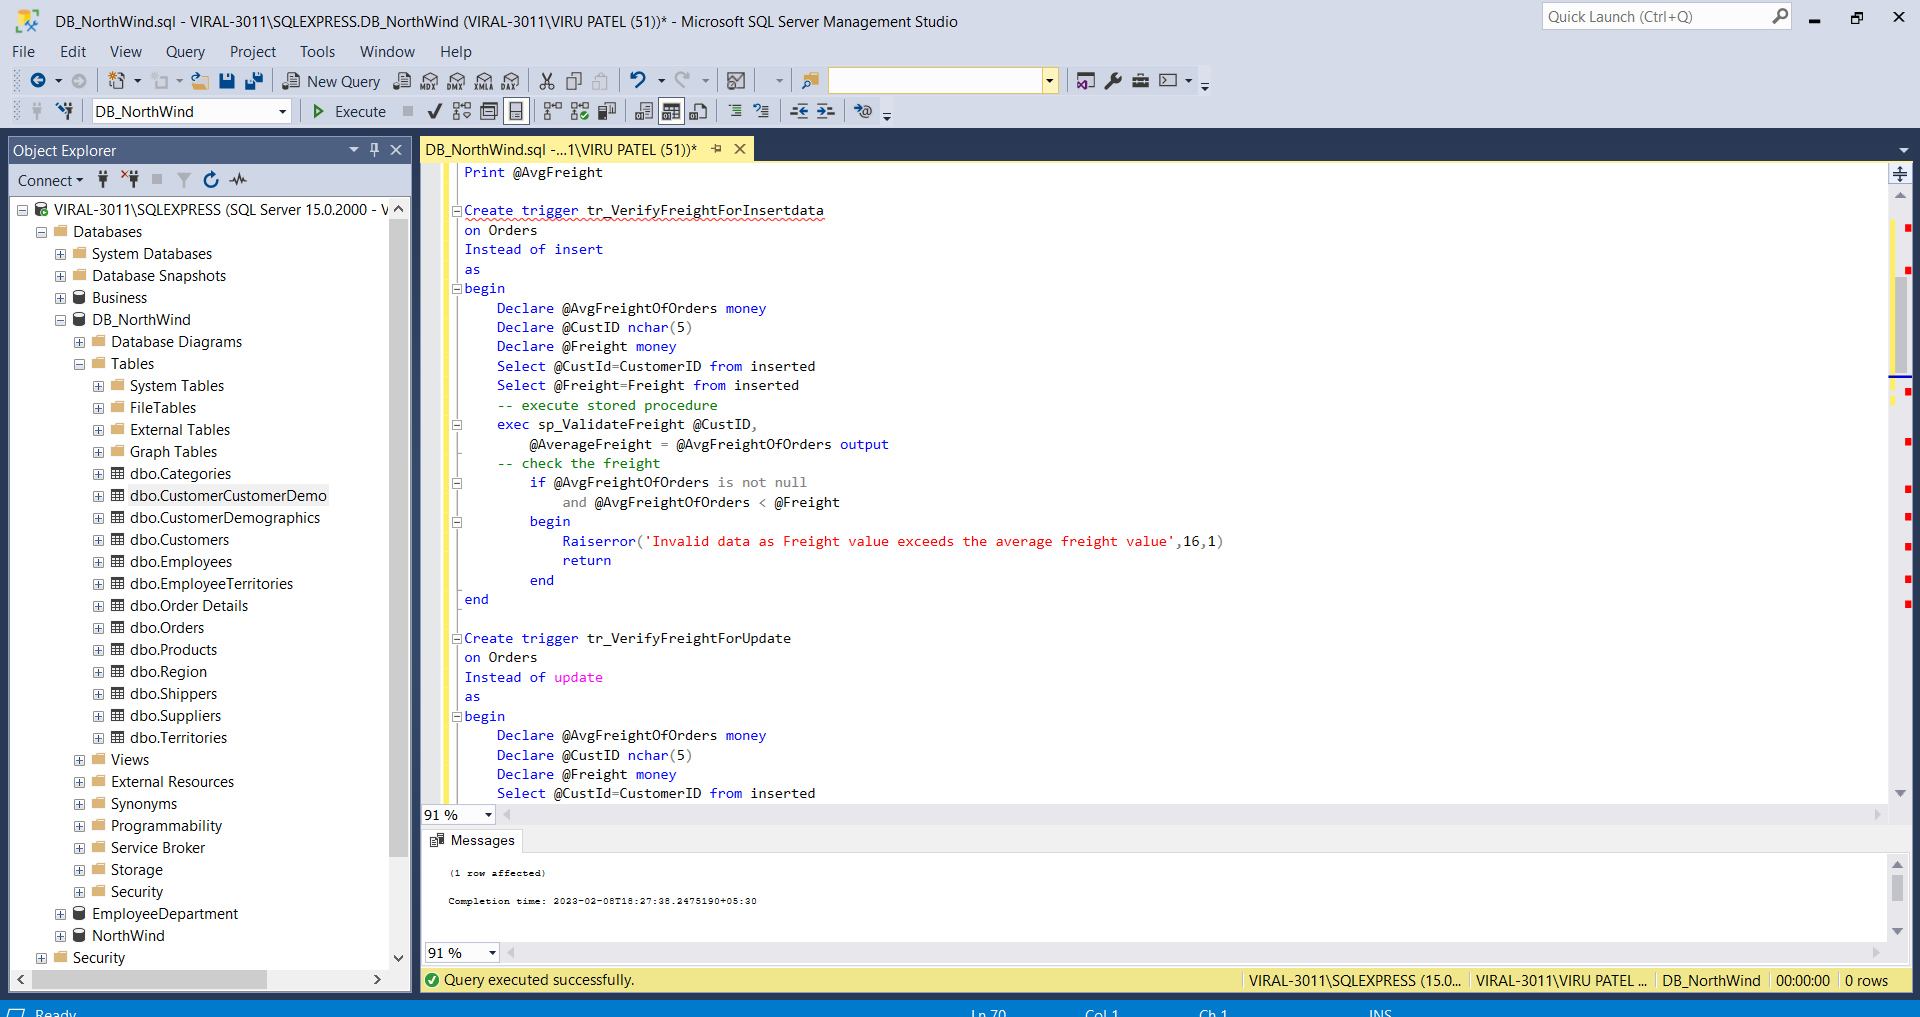 DB_NorthWind.sql - VIRAL-3011\SQLEXPRESS.DB_NorthWind (VIRAL-3011\VIRU PATEL (51))* - Microsoft SQL Server Management Studio
Quick Launch (Ctrl+Q)
File Edit View Query Project Tools Window Help
New Query MDX DMX XMLA DAX
DB_NorthWind Execute
Object Explorer
Connect
VIRAL-3011\SQLEXPRESS (SQL Server 15.0.2000 - V
Databases
System Databases
Database Snapshots
Business
DB_NorthWind
Database Diagrams
Tables
System Tables
FileTables
External Tables
Graph Tables
dbo.Categories
dbo.CustomerCustomerDemo
dbo.CustomerDemographics
dbo.Customers
dbo.Employees
dbo.EmployeeTerritories
dbo.Order Details
dbo.Orders
dbo.Products
dbo.Region
dbo.Shippers
dbo.Suppliers
dbo.Territories
Views
External Resources
Synonyms
Programmability
Service Broker
Storage
Security
EmployeeDepartment
NorthWind
Security
DB_NorthWind.sql -...1\VIRU PATEL (51))*
Print @AvgFreight
Create trigger tr_VerifyFreightForInsertdata
on Orders
Instead of insert
as
begin
Declare @AvgFreightOfOrders money
Declare @CustID nchar(5)
Declare @Freight money
Select @CustId=CustomerID from inserted
Select @Freight=Freight from inserted
-- execute stored procedure
exec sp_ValidateFreight @CustID,
@AverageFreight = @AvgFreightOfOrders output
-- check the freight
if @AvgFreightOfOrders is not null
and @AvgFreightOfOrders < @Freight
begin
Raiserror('Invalid data as Freight value exceeds the average freight value',16,1)
return
end
end
Create trigger tr_VerifyFreightForUpdate
on Orders
Instead of update
as
begin
Declare @AvgFreightOfOrders money
Declare @CustID nchar(5)
Declare @Freight money
Select @CustId=CustomerID from inserted
91 %
Messages
(1 row affected)
Completion time: 2023-02-08T18:27:38.2475190+05:30
91 %
Query executed successfully. VIRAL-3011\SQLEXPRESS (15.0... VIRAL-3011\VIRU PATEL ... DB_NorthWind 00:00:00 0 rows
Ready Ln 70 Col 1 Ch 1 INS